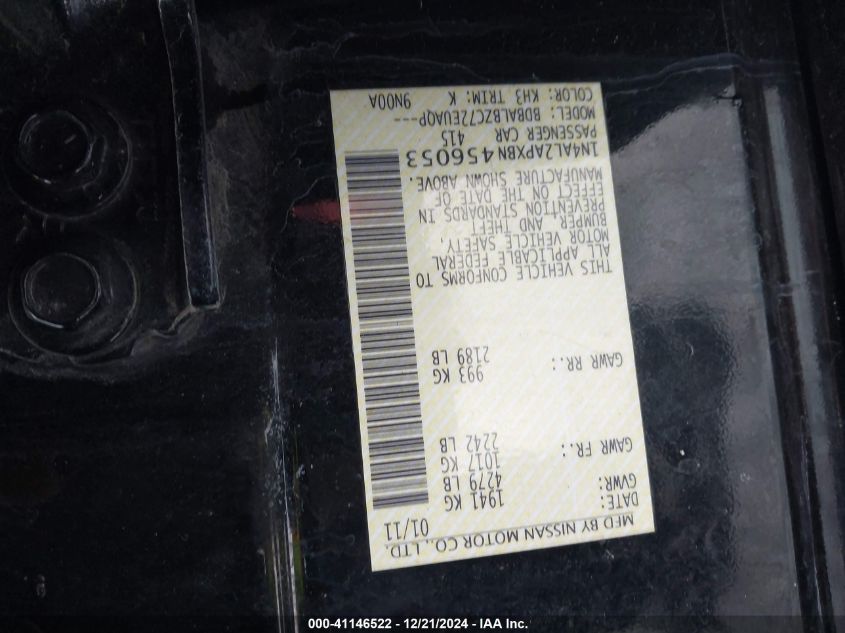 MFD BY NISSAN MOTOR CO., LTD.
DATE: 01/11
GVWR: 1941 KG
4279 LB
GAWR FR.: 1017 KG
2242 LB
GAWR RR.: 993 KG
2189 LB
THIS VEHICLE CONFORMS TO
ALL APPLICABLE FEDERAL
MOTOR VEHICLE SAFETY,
BUMPER AND THEFT
PREVENTION STANDARDS IN
EFFECT ON THE DATE OF
MANUFACTURE SHOWN ABOVE.
1N4AL2APXBN456053
PASSENGER CAR 415
MODEL: BDBALBZC72EUAQP---
COLOR: KH3 TRIM: K 9N00A
000-41146522 - 12/21/2024 - IAA Inc.